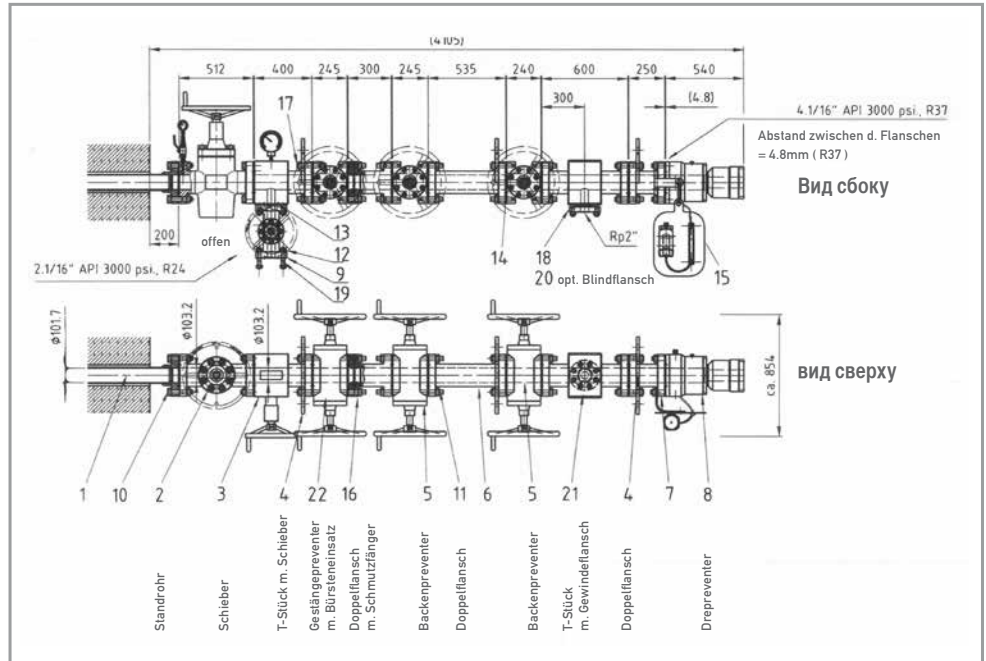 (4105)
512 400 245 300 245 535 240 600 250 540
300 (4.8)
17
4.1/16" API 3000 psi., R37
Abstand zwischen d. Flanschen
= 4.8mm ( R37 )
Вид сбоку
200
offen
13
12
9
19
14
18
Rp2"
20 opt. Blindflansch
15
2.1/16" API 3000 psi., R24
ø101.7
ø103.2
ø103.2
ca. 854
вид сверху
1 10 2 3 4 22 16 5 11 6 5 21 4 7 8
Standrohr
Schieber
T-Stück m. Schieber
Gestängepreventer
m. Bürsteneinsatz
Doppelflansch
m. Schmutzfänger
Backenpreventer
Doppelflansch
Backenpreventer
T-Stück
m. Gewindeflansch
Doppelflansch
Drepreventer